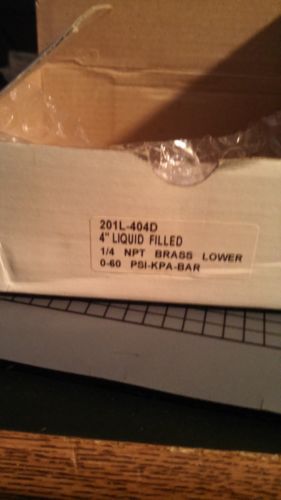 201L-404D
4" LIQUID FILLED
1/4 NPT BRASS LOWER
0-60 PSI-KPA-BAR